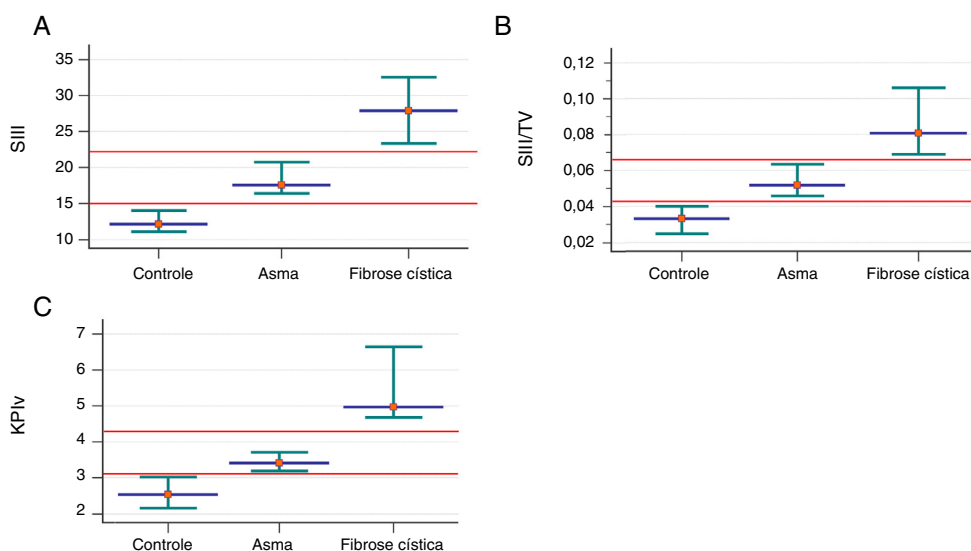 A
SIII
35
30
25
20
15
10
Controle
Asma
Fibrose cística
B
SIII/TV
0,12
0,10
0,08
0,06
0,04
0,02
Controle
Asma
Fibrose cística
C
KPIv
7
6
5
4
3
2
Controle
Asma
Fibrose cística